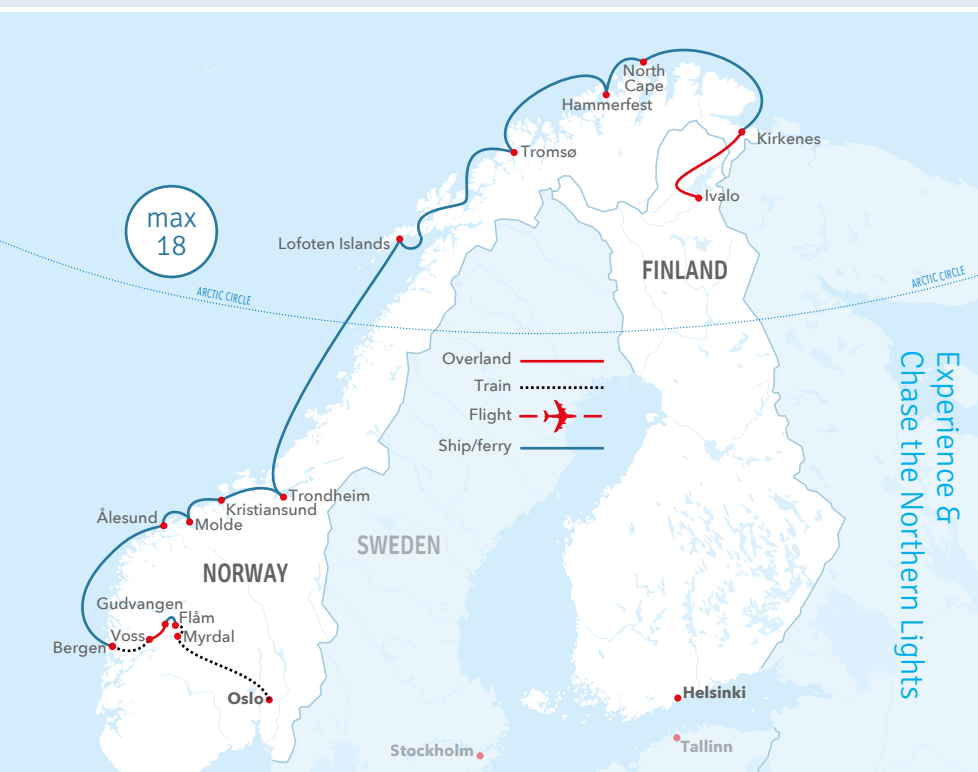 North
Cape
Hammerfest
Kirkenes
Tromsø
Ivalo
max
18
Lofoten Islands
FINLAND
ARCTIC CIRCLE
ARCTIC CIRCLE
Overland
Train
Flight
Ship/ferry
Experience &
Chase the Northern Lights
Trondheim
Kristiansund
Ålesund
Molde
SWEDEN
NORWAY
Gudvangen
Flåm
Voss
Myrdal
Bergen
Oslo
Helsinki
Stockholm
Tallinn